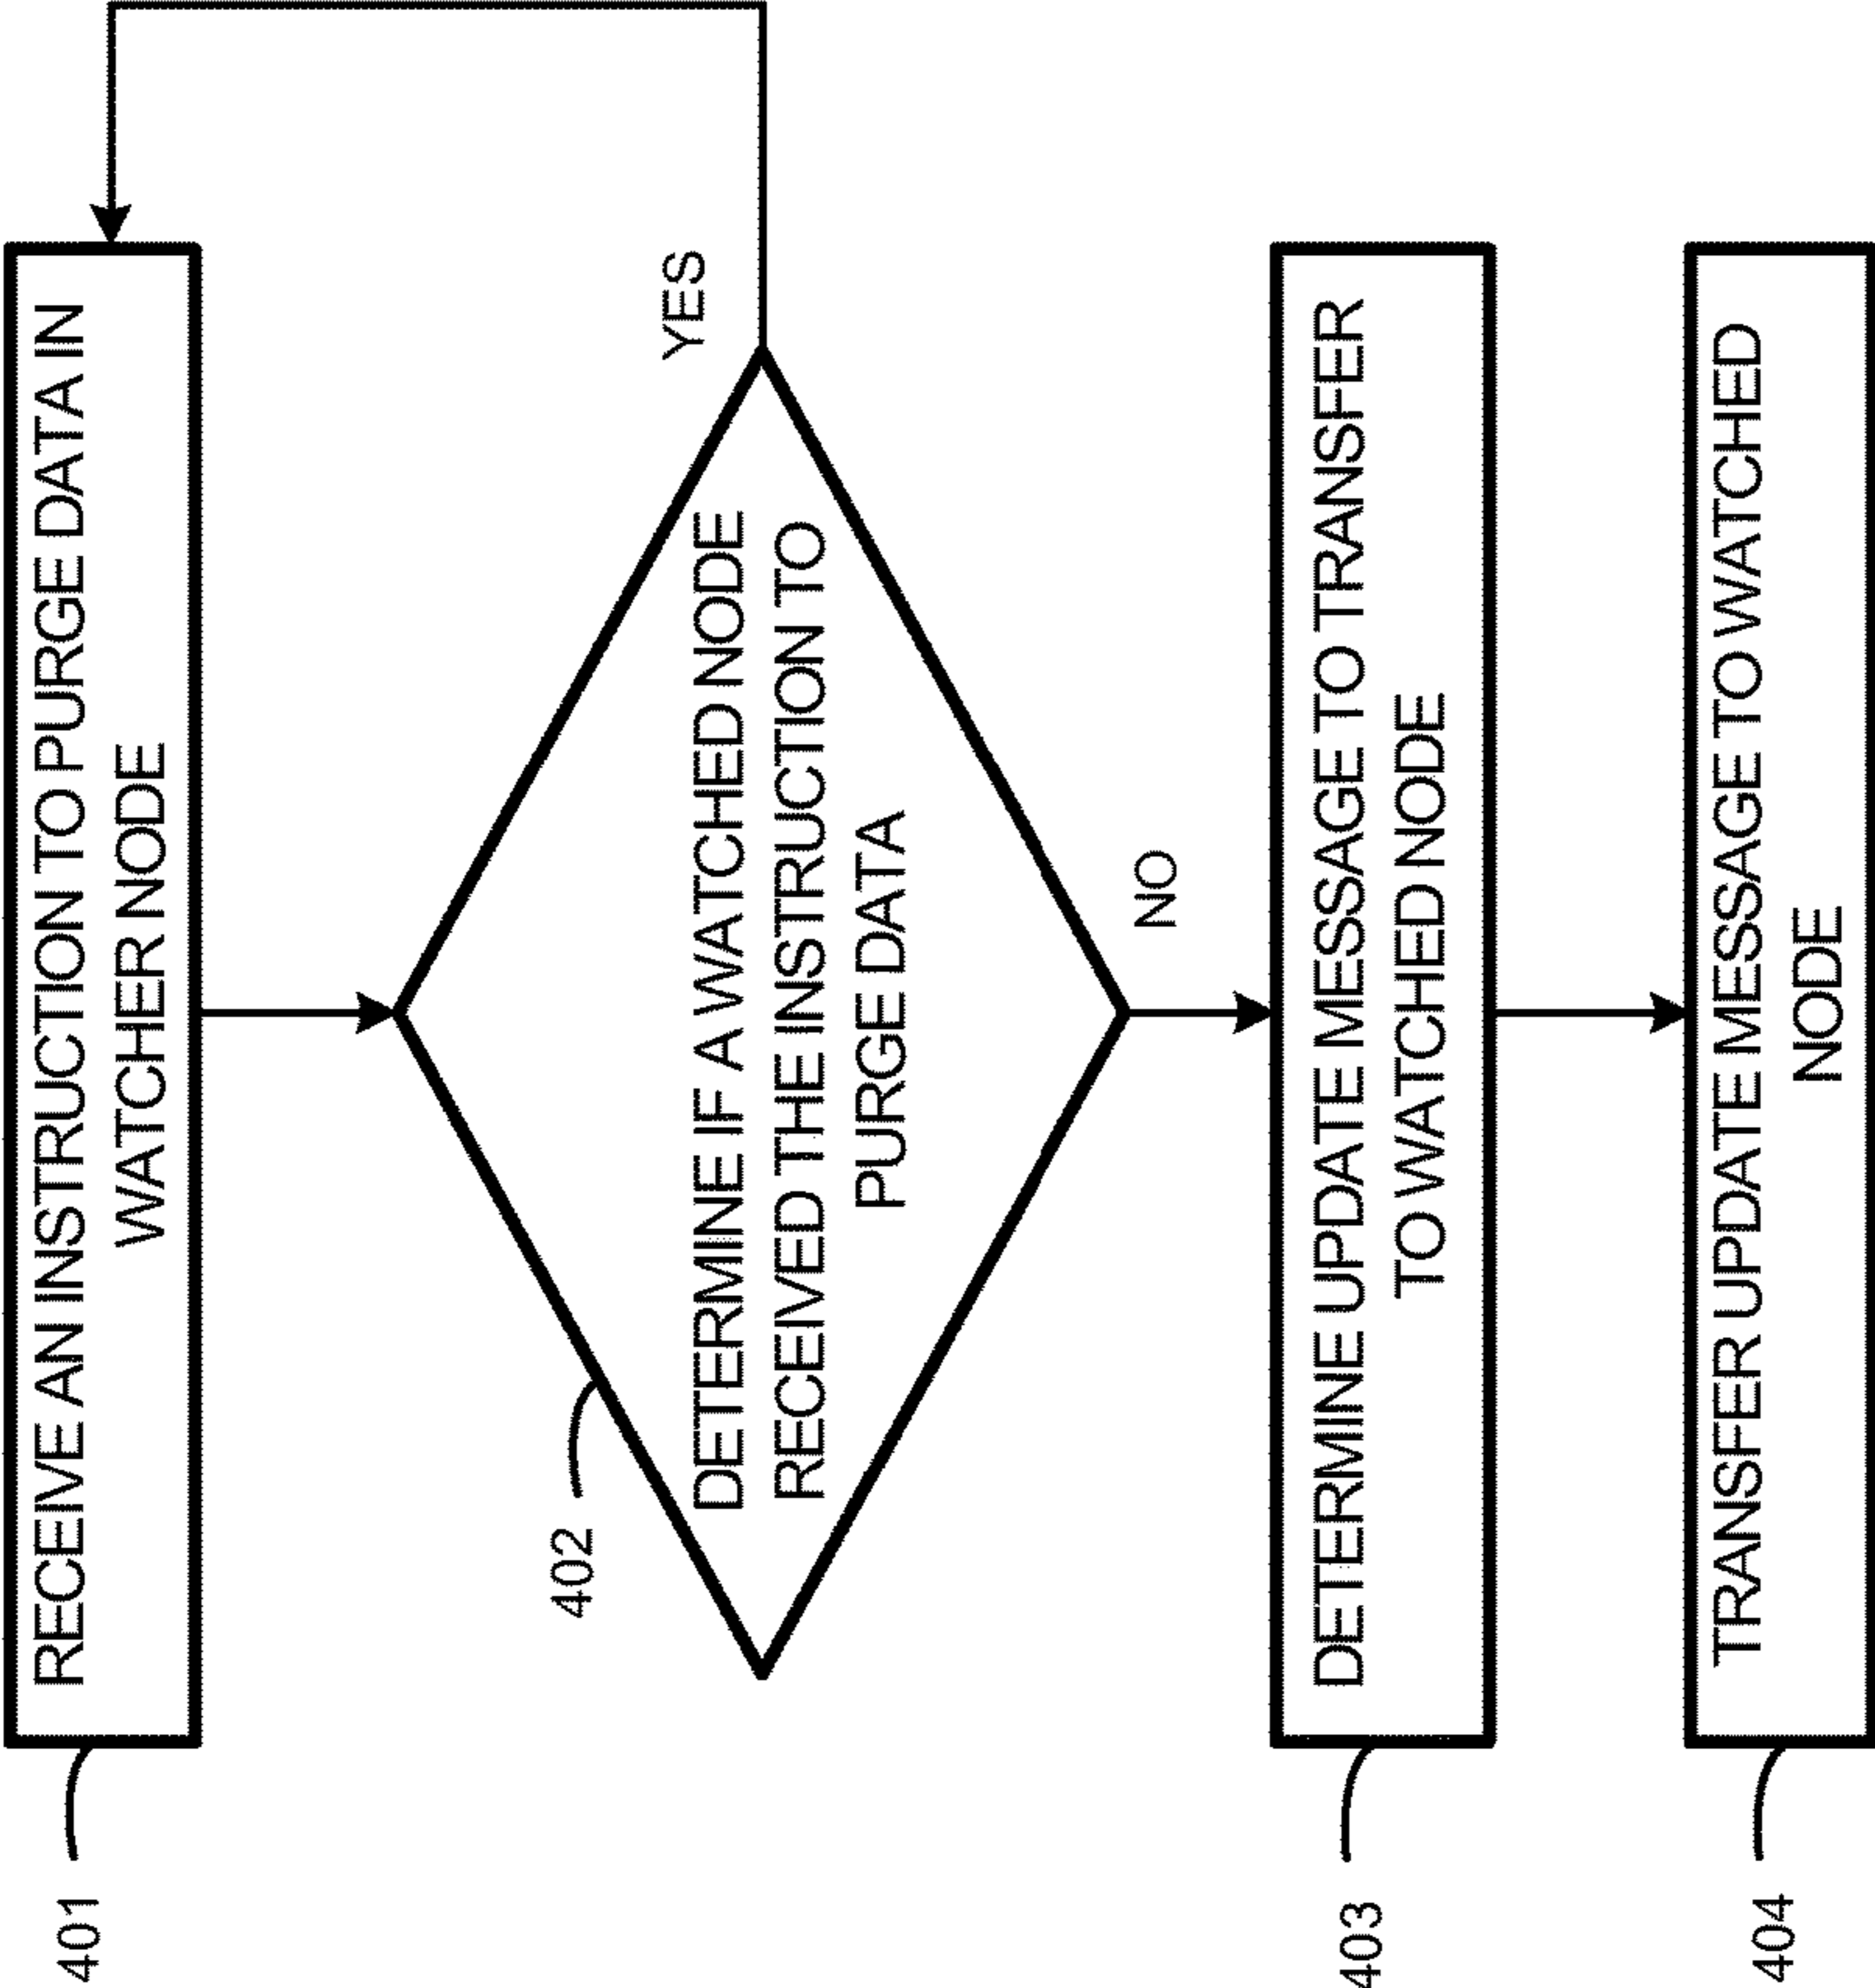 401
RECEIVE AN INSTRUCTION TO PURGE DATA IN
WATCHER NODE
402
DETERMINE IF A WATCHED NODE
RECEIVED THE INSTRUCTION TO
PURGE DATA
YES
NO
403
DETERMINE UPDATE MESSAGE TO TRANSFER
TO WATCHED NODE
404
TRANSFER UPDATE MESSAGE TO WATCHED
NODE